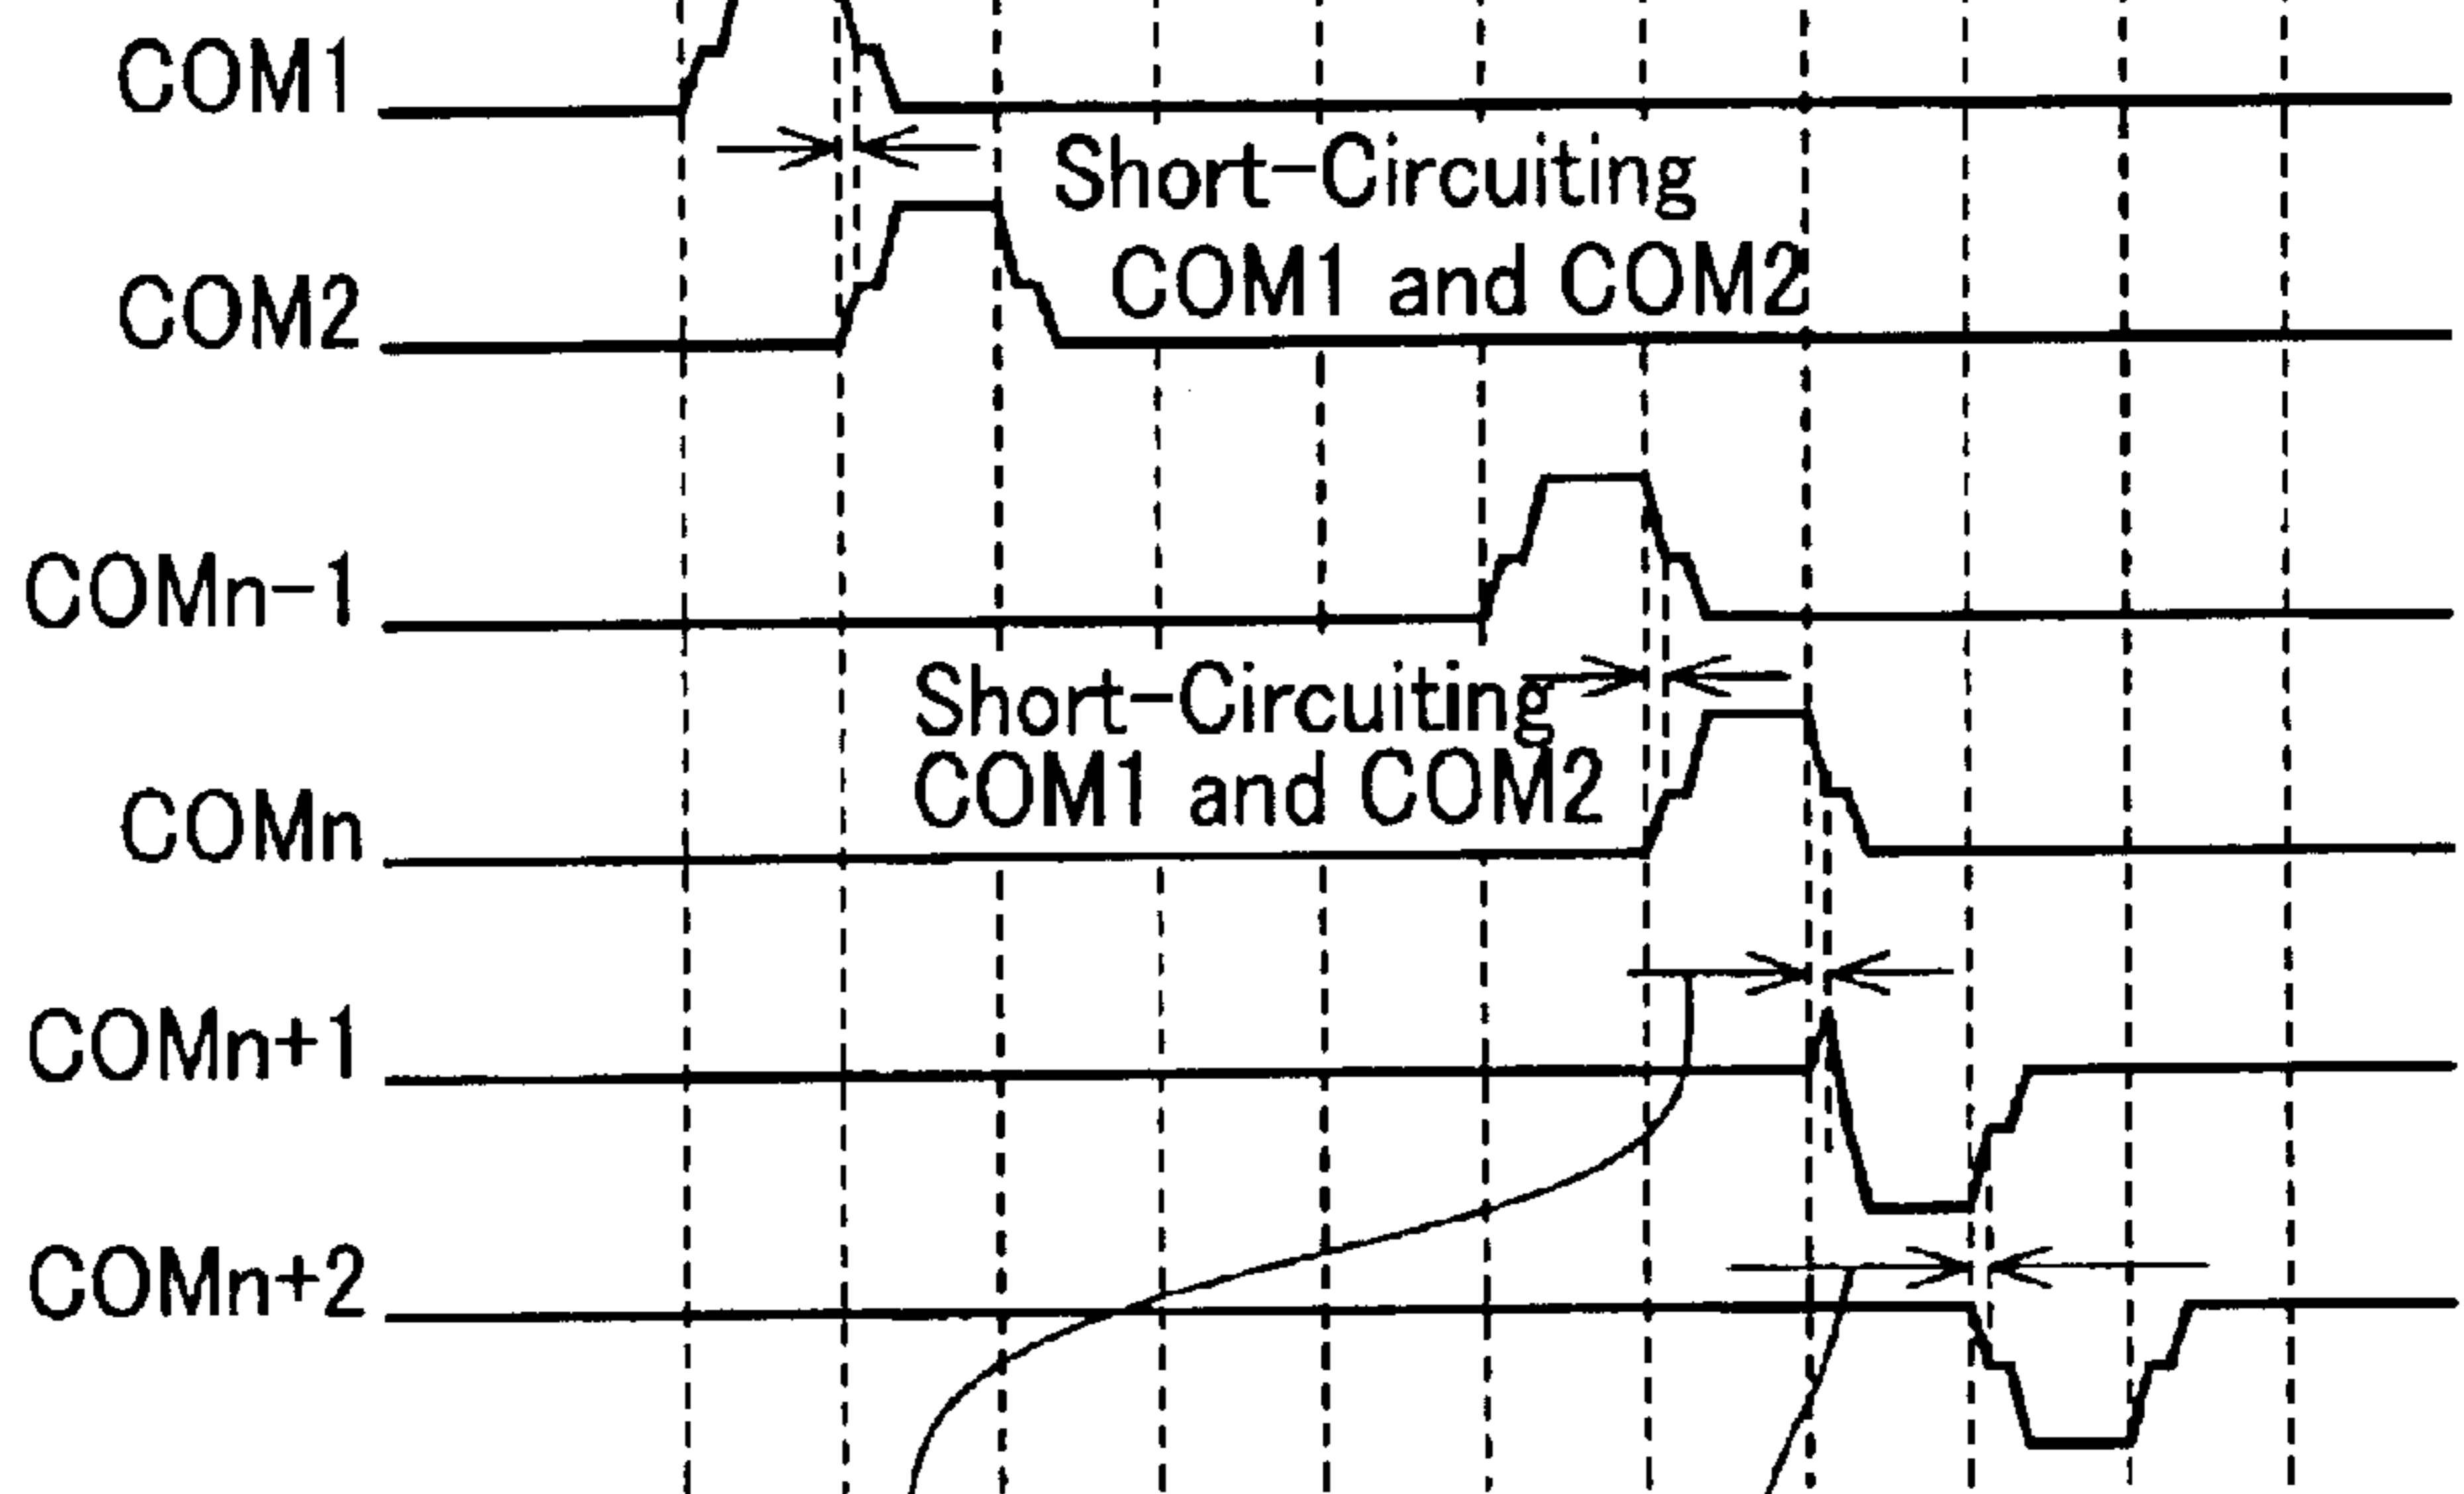 COM1
Short-Circuiting
COM1 and COM2
COM2
COMn-1
Short-Circuiting
COM1 and COM2
COMn
COMn+1
COMn+2